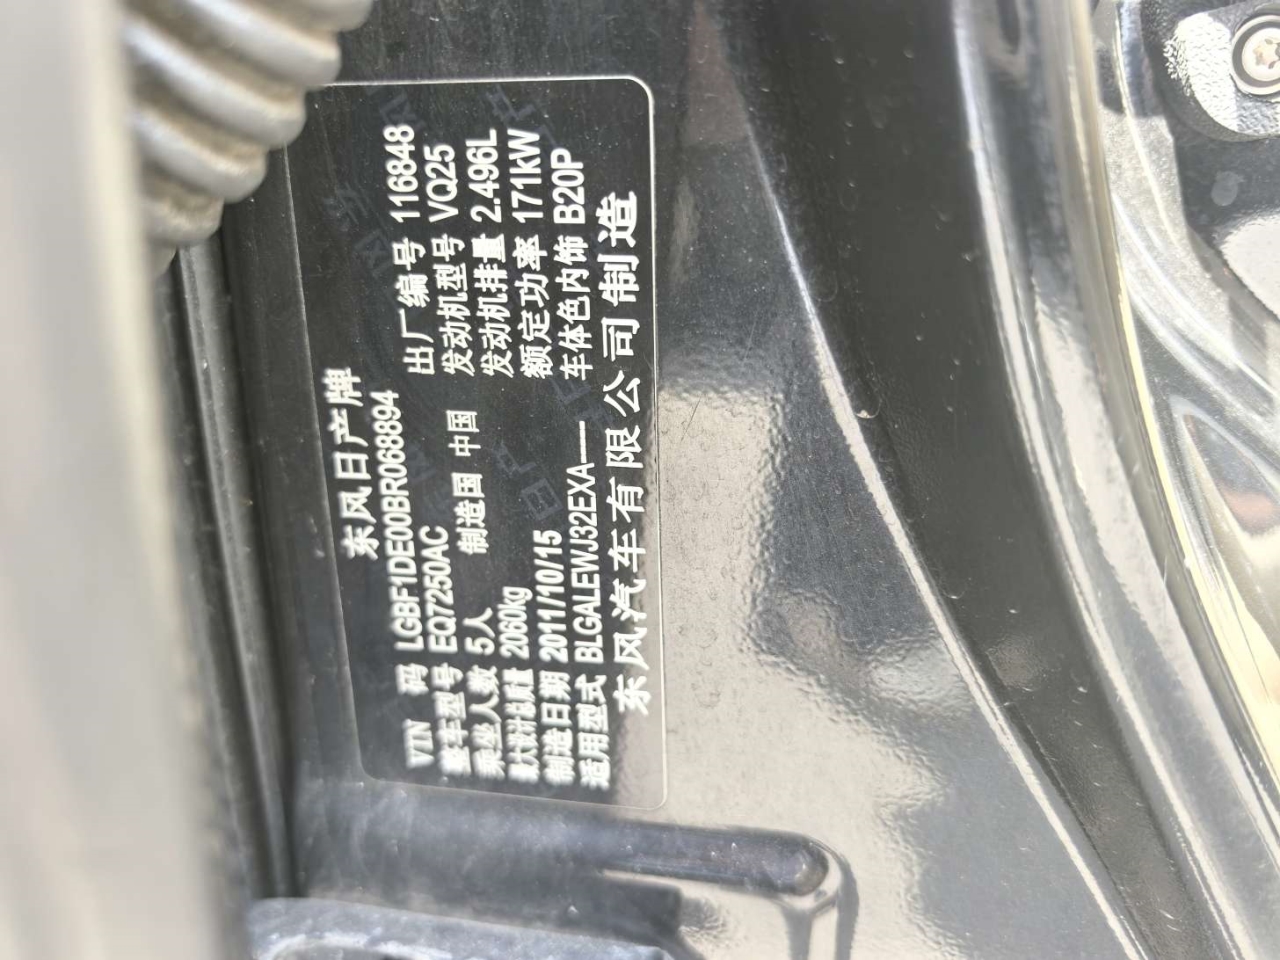 东风日产牌
VIN 码 LGBF1DE00BR068894 出厂编号 116848
整车型号 EQ7250AC 发动机型号 VQ25
乘坐人数 5人 制造国 中国 发动机排量 2.496L
最大设计总质量 2060kg 额定功率 171kW
制造日期 2011/10/15 车体色内饰 B20P
适用型式 BLGALEWJ32EXA——
东风汽车有限公司制造